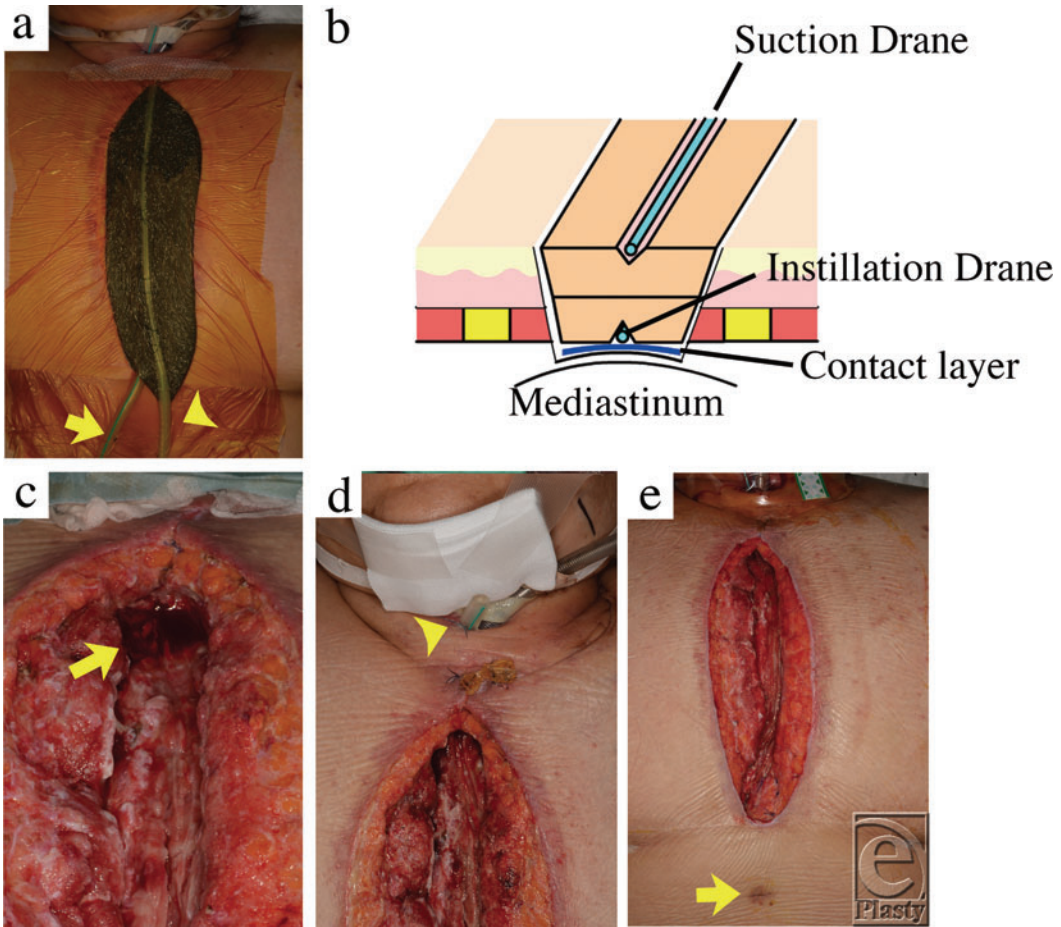 a
b
Suction Drane
Instillation Drane
Contact layer
Mediastinum
c
d
e
e
Plasty